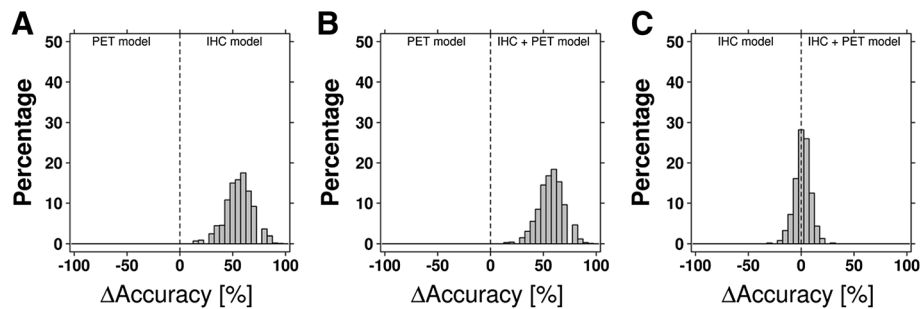 A
PET model IHC model
Percentage
50
40
30
20
10
0
-100 -50 0 50 100
ΔAccuracy [%]
B
PET model IHC + PET model
Percentage
50
40
30
20
10
0
-100 -50 0 50 100
ΔAccuracy [%]
C
IHC model IHC + PET model
Percentage
50
40
30
20
10
0
-100 -50 0 50 100
ΔAccuracy [%]